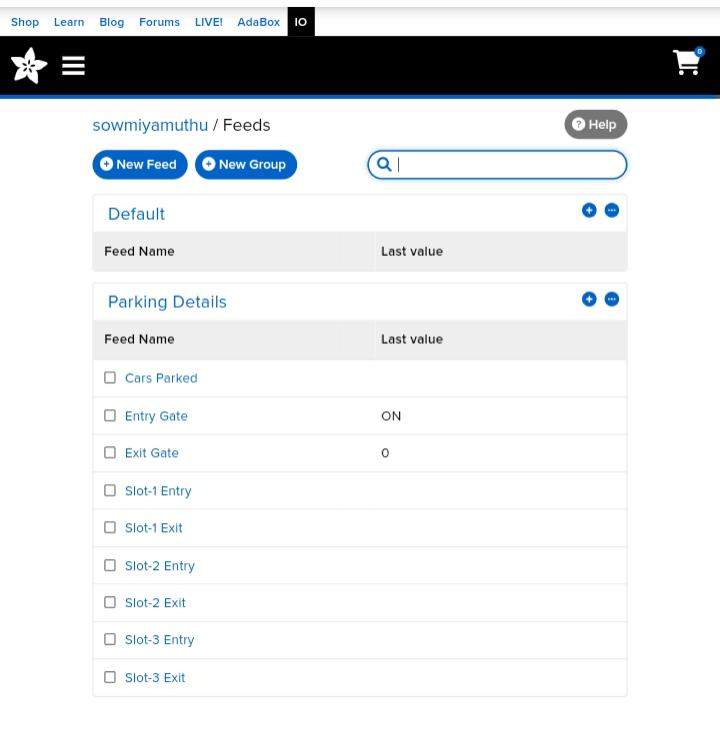 Shop Learn Blog Forums LIVE! AdaBox IO
0
sowmiyamuthu / Feeds
? Help
+ New Feed + New Group
Default
Feed Name Last value
Parking Details
Feed Name Last value
Cars Parked
Entry Gate ON
Exit Gate 0
Slot-1 Entry
Slot-1 Exit
Slot-2 Entry
Slot-2 Exit
Slot-3 Entry
Slot-3 Exit